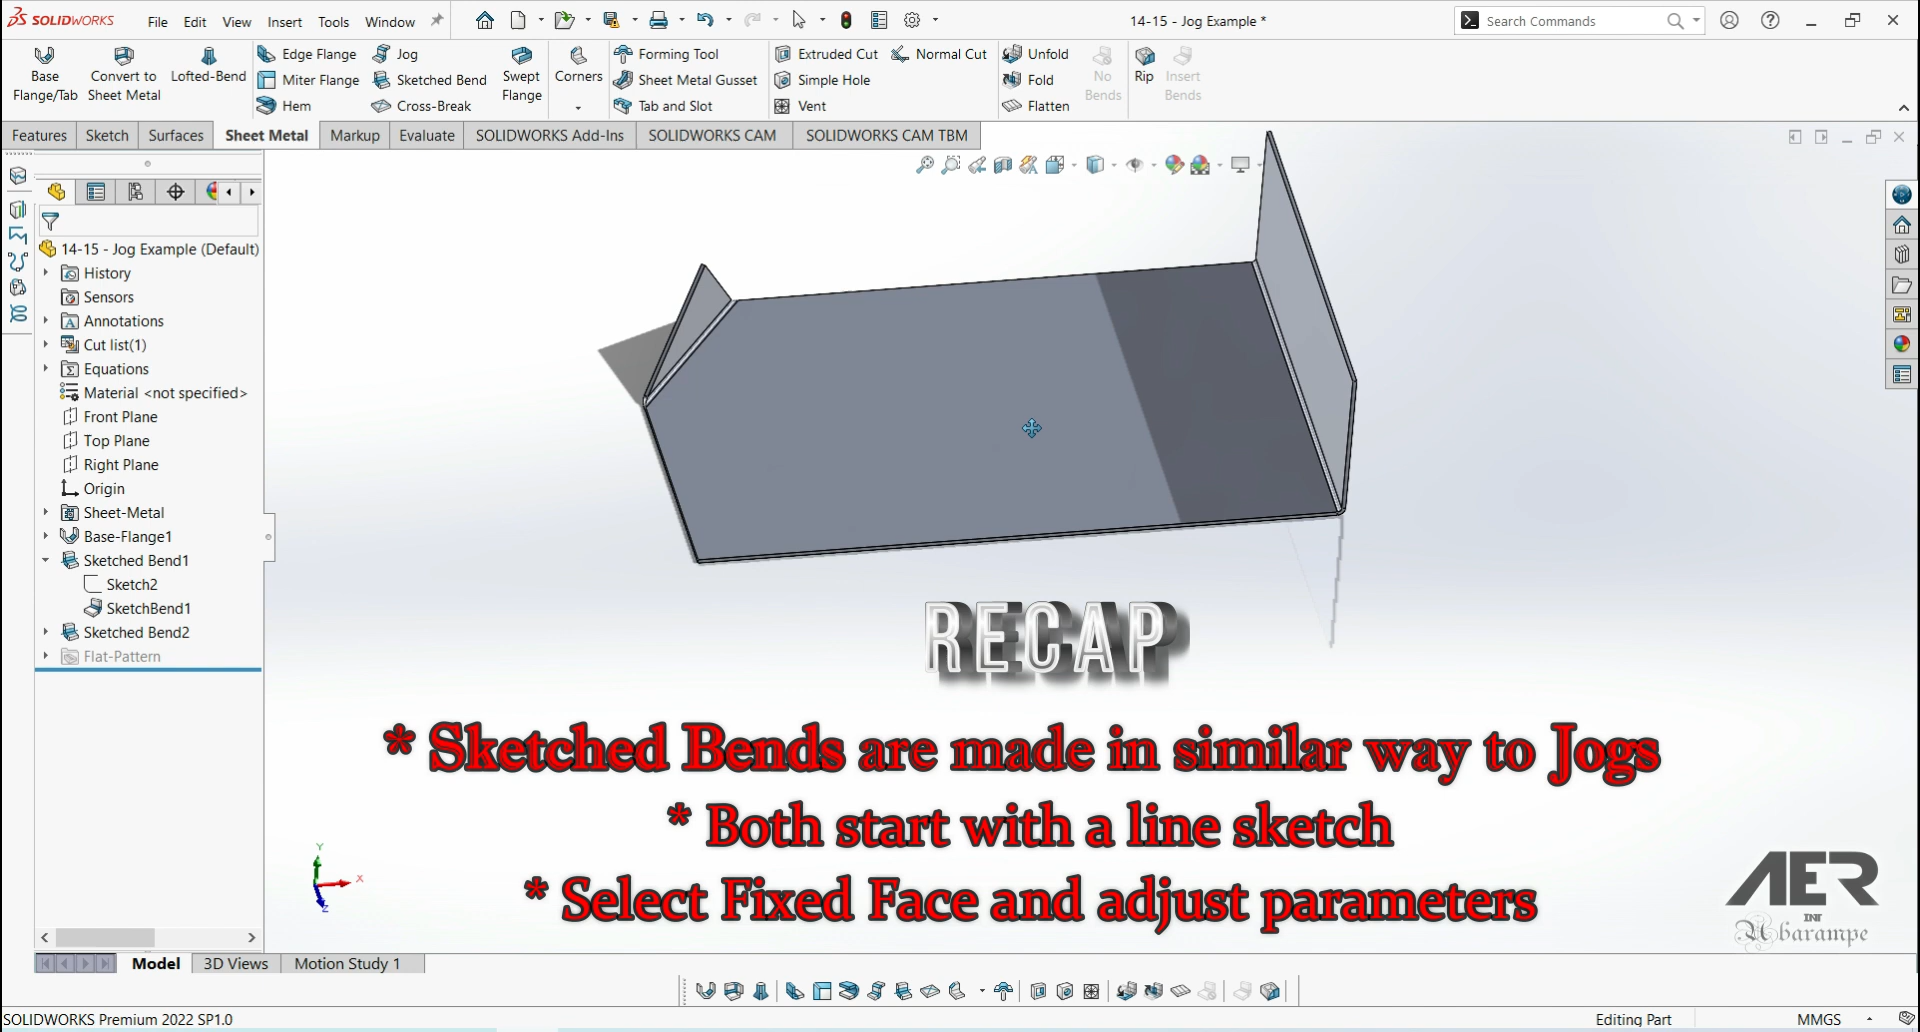 SOLIDWORKS
File Edit View Insert Tools Window
14-15 - Jog Example *
Search Commands
Base Flange/Tab
Convert to Sheet Metal
Lofted-Bend
Edge Flange
Miter Flange
Hem
Jog
Sketched Bend
Cross-Break
Swept Flange
Corners
Forming Tool
Sheet Metal Gusset
Tab and Slot
Extruded Cut
Simple Hole
Vent
Normal Cut
Unfold
Fold
Flatten
No Bends
Rip
Insert Bends
Features Sketch Surfaces Sheet Metal Markup Evaluate SOLIDWORKS Add-Ins SOLIDWORKS CAM SOLIDWORKS CAM TBM
14-15 - Jog Example (Default)
History
Sensors
Annotations
Cut list(1)
Equations
Material <not specified>
Front Plane
Top Plane
Right Plane
Origin
Sheet-Metal
Base-Flange1
Sketched Bend1
Sketch2
SketchBend1
Sketched Bend2
Flat-Pattern
RECAP
* Sketched Bends are made in similar way to Jogs
* Both start with a line sketch
* Select Fixed Face and adjust parameters
Y
X
Z
AER
INT
Abarampe
Model 3D Views Motion Study 1
SOLIDWORKS Premium 2022 SP1.0
Editing Part
MMGS